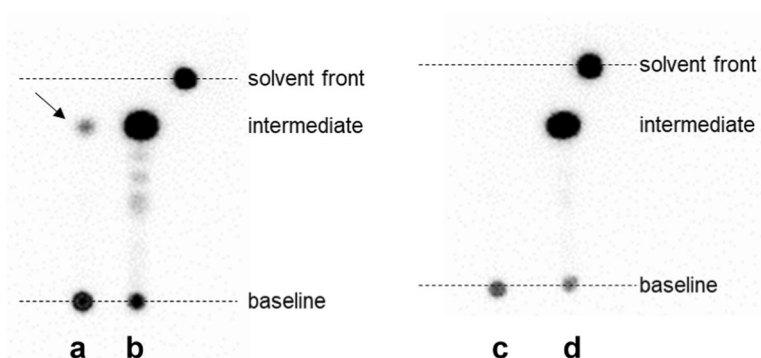 solvent front
intermediate
baseline
a b
solvent front
intermediate
baseline
c d